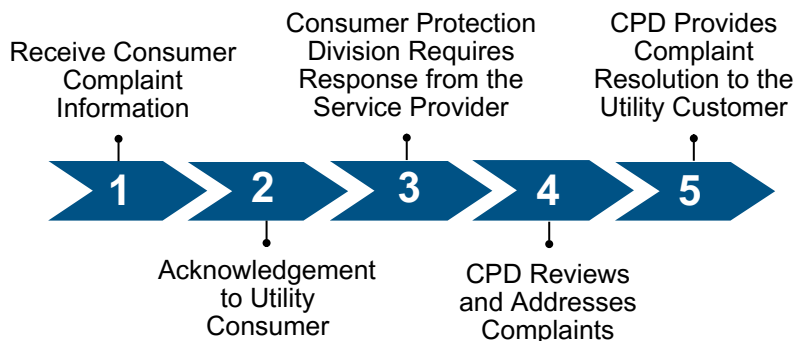 Receive Consumer
Complaint
Information
Consumer Protection
Division Requires
Response from the
Service Provider
CPD Provides
Complaint
Resolution to the
Utility Customer
1
2
3
4
5
Acknowledgement
to Utility
Consumer
CPD Reviews
and Addresses
Complaints